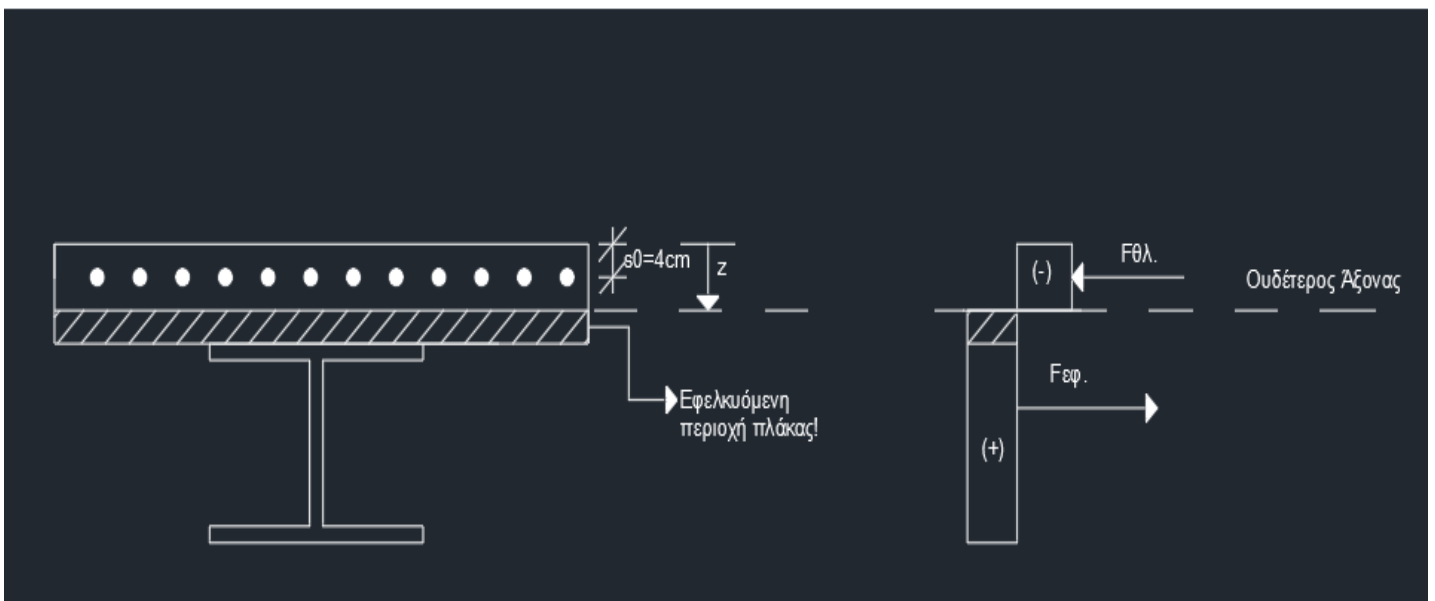 s0=4cm
z
(-)
Fθλ.
Ουδέτερος Άξονας
Fεφ.
Εφελκυόμενη
περιοχή πλάκας!
(+)